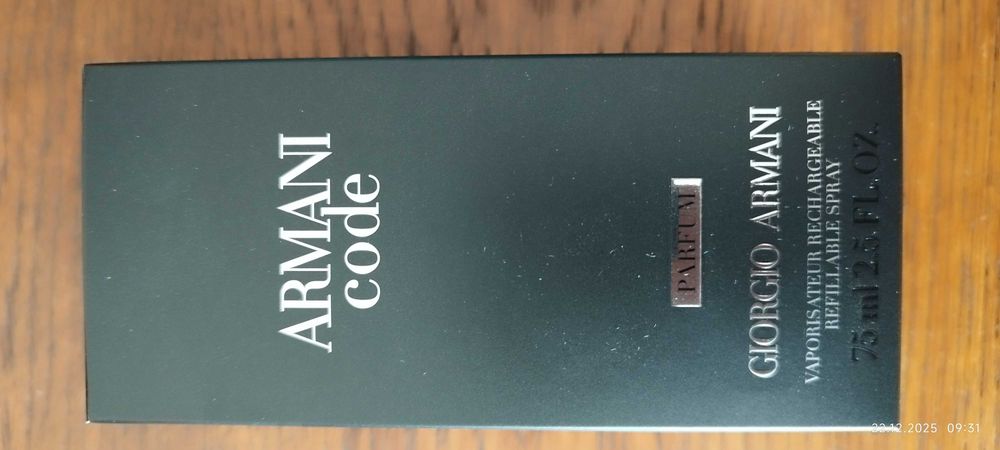 ARMANI
code
PARFUM
GIORGIO ARMANI
VAPORISATEUR RECHARGEABLE
REFILLABLE SPRAY
75 ml 2.5 FL. OZ.
22.12.2025 09:31